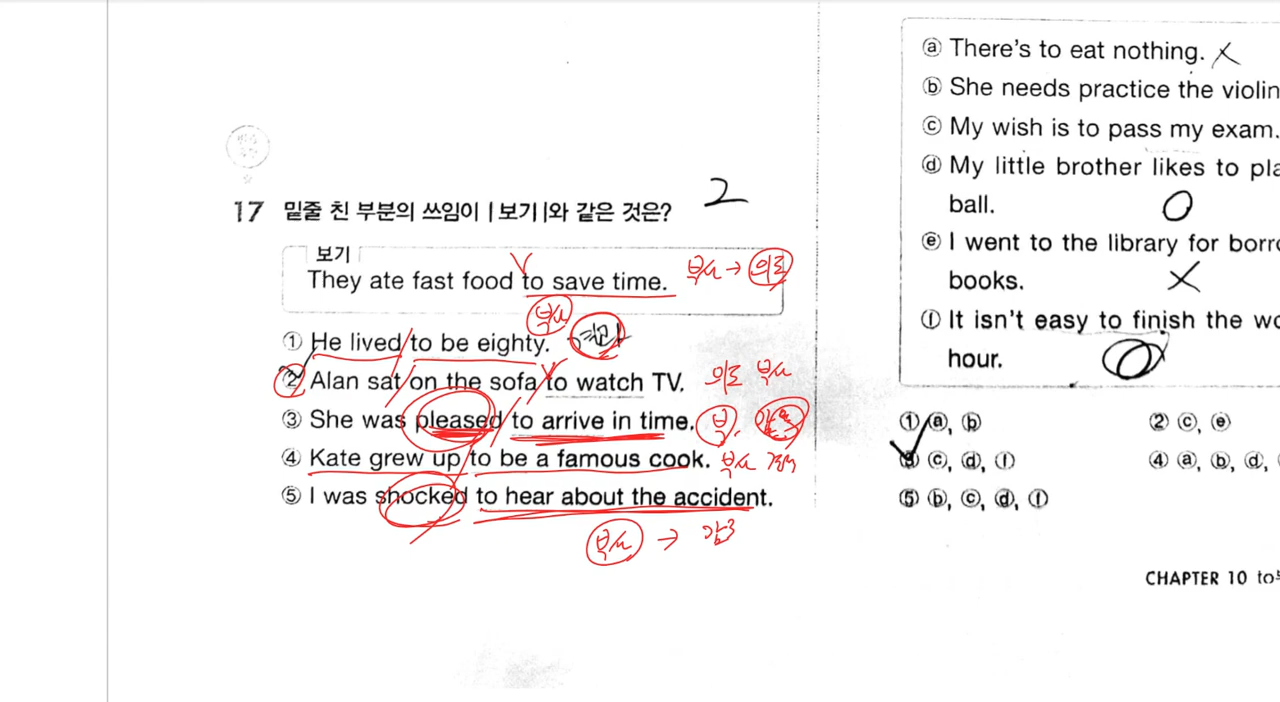 17 밑줄 친 부분의 쓰임이 |보기|와 같은 것은? 2
보기
They ate fast food to save time. 부사 → 의도
부사
① He lived to be eighty. 결과
② Alan sat on the sofa to watch TV. 의도 부사
③ She was pleased to arrive in time. 부
④ Kate grew up to be a famous cook. 부사
⑤ I was shocked to hear about the accident.
부사 →
ⓐ There's to eat nothing. X
ⓑ She needs practice the violin
ⓒ My wish is to pass my exam.
ⓓ My little brother likes to pla
ball. O
ⓔ I went to the library for borro
books. X
ⓕ It isn't easy to finish the wo
hour. O
① ⓐ, ⓑ ② ⓒ, ⓔ
③ ⓒ, ⓓ, ⓕ ④ ⓐ, ⓑ, ⓓ,
⑤ ⓑ, ⓒ, ⓓ, ⓕ
CHAPTER 10 to부